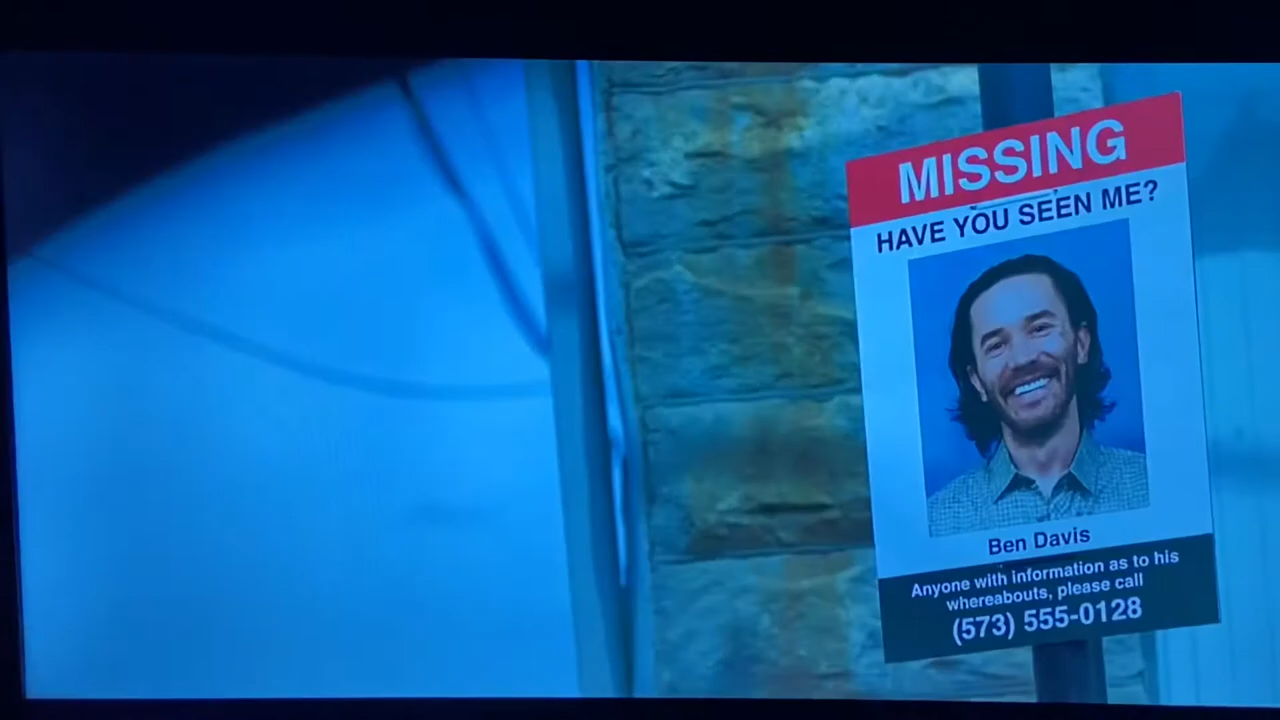 MISSING
HAVE YOU SEEN ME?
Ben Davis
Anyone with information as to his
whereabouts, please call
(573) 555-0128